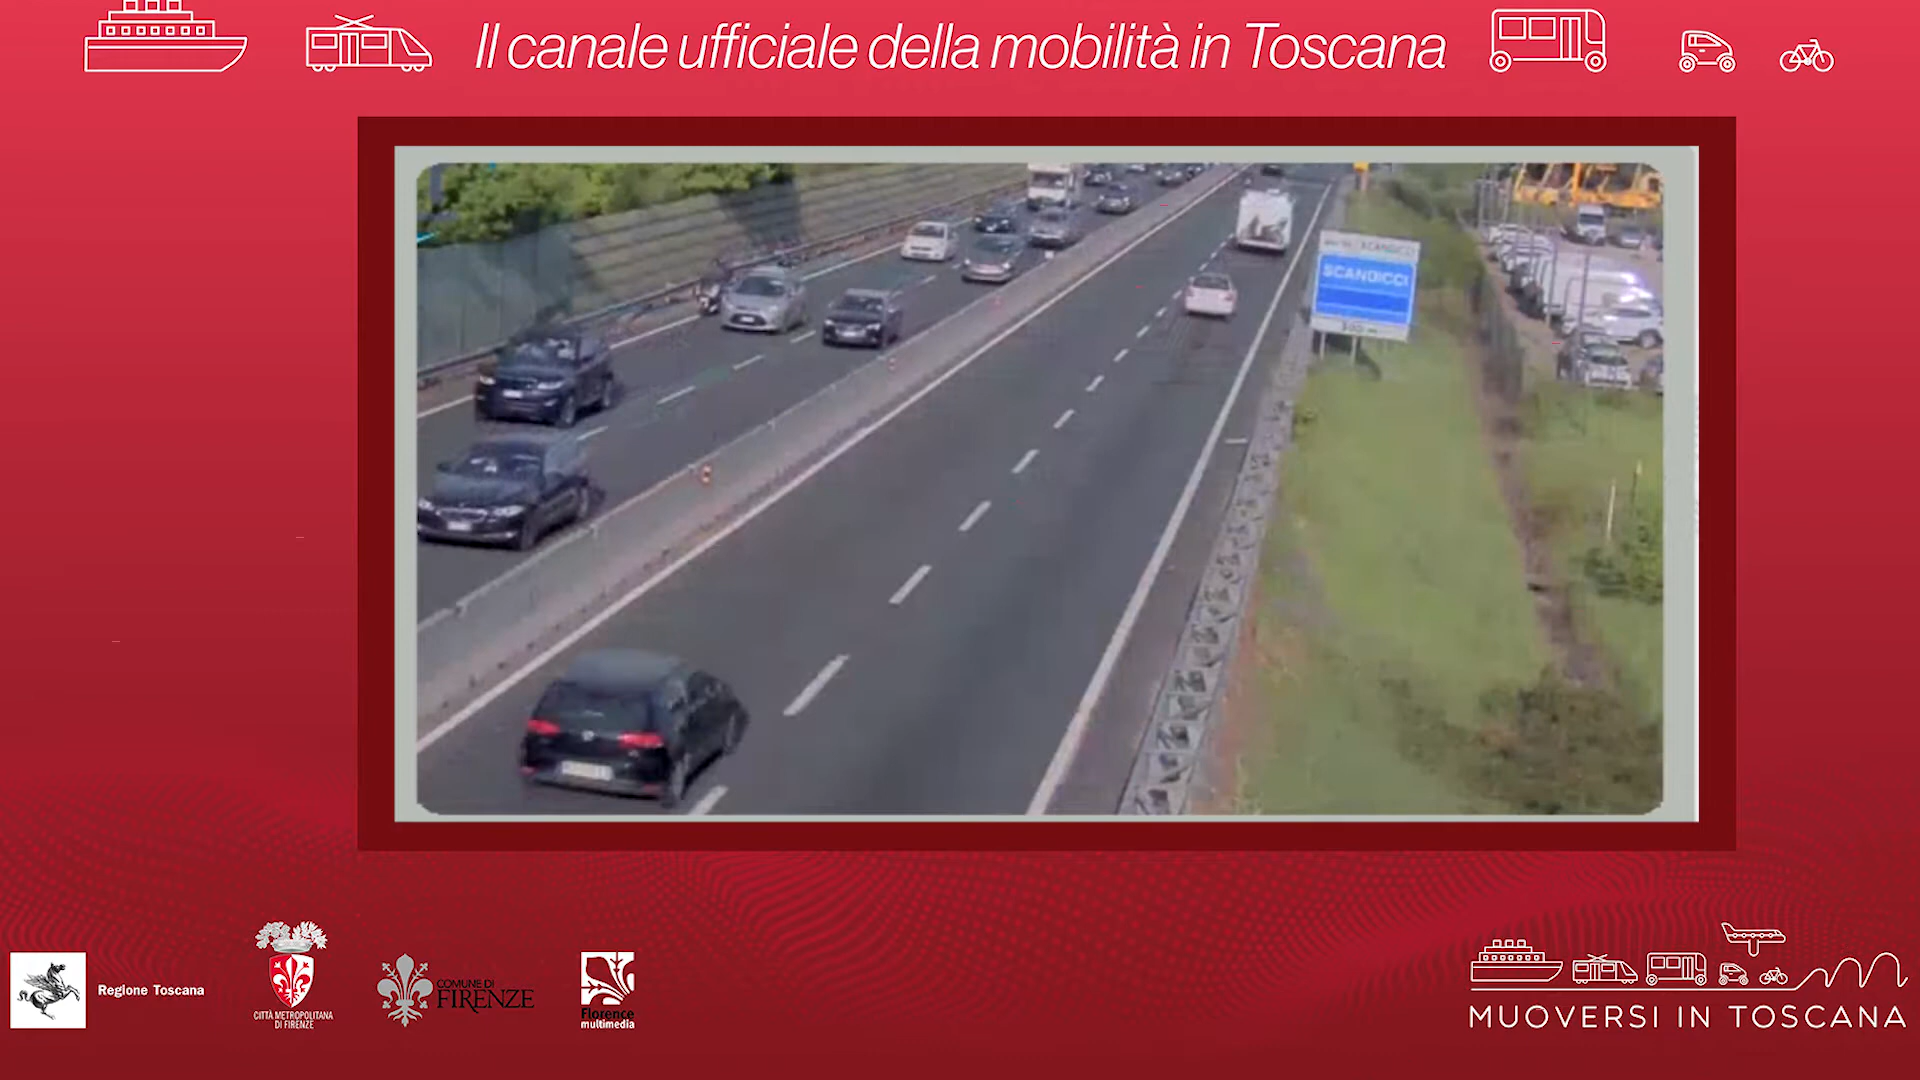 Il canale ufficiale della mobilità in Toscana
SCANDICCI
Regione Toscana
CITTÀ METROPOLITANA
DI FIRENZE
COMUNE DI
FIRENZE
Florence
multimedia
MUOVERSI IN TOSCANA